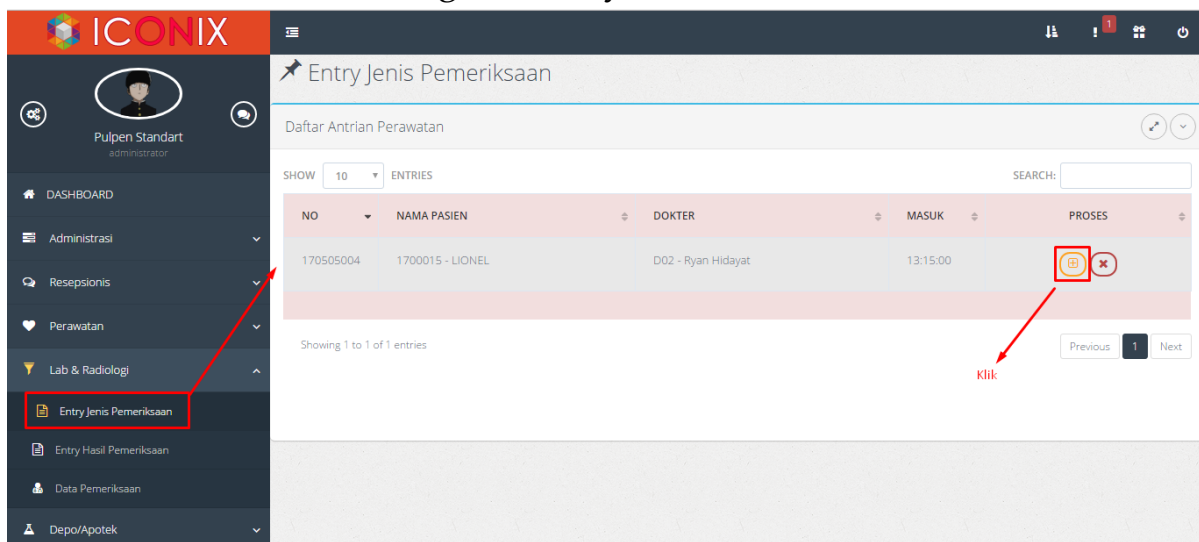 ICONIX
1
Pulpen Standart
administrator
DASHBOARD
Administrasi
Resepsionis
Perawatan
Lab & Radiologi
Entry Jenis Pemeriksaan
Entry Hasil Pemeriksaan
Data Pemeriksaan
Depo/Apotek
Entry Jenis Pemeriksaan
Daftar Antrian Perawatan
SHOW 10 ENTRIES SEARCH:
NO NAMA PASIEN DOKTER MASUK PROSES
170505004 1700015 - LIONEL D02 - Ryan Hidayat 13:15:00
Showing 1 to 1 of 1 entries Previous 1 Next
Klik